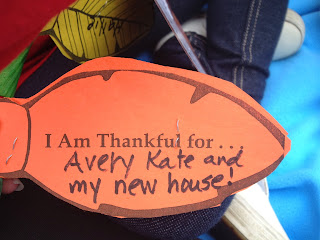 I Am Thankful for . . .
Avery Kate and
my new house!